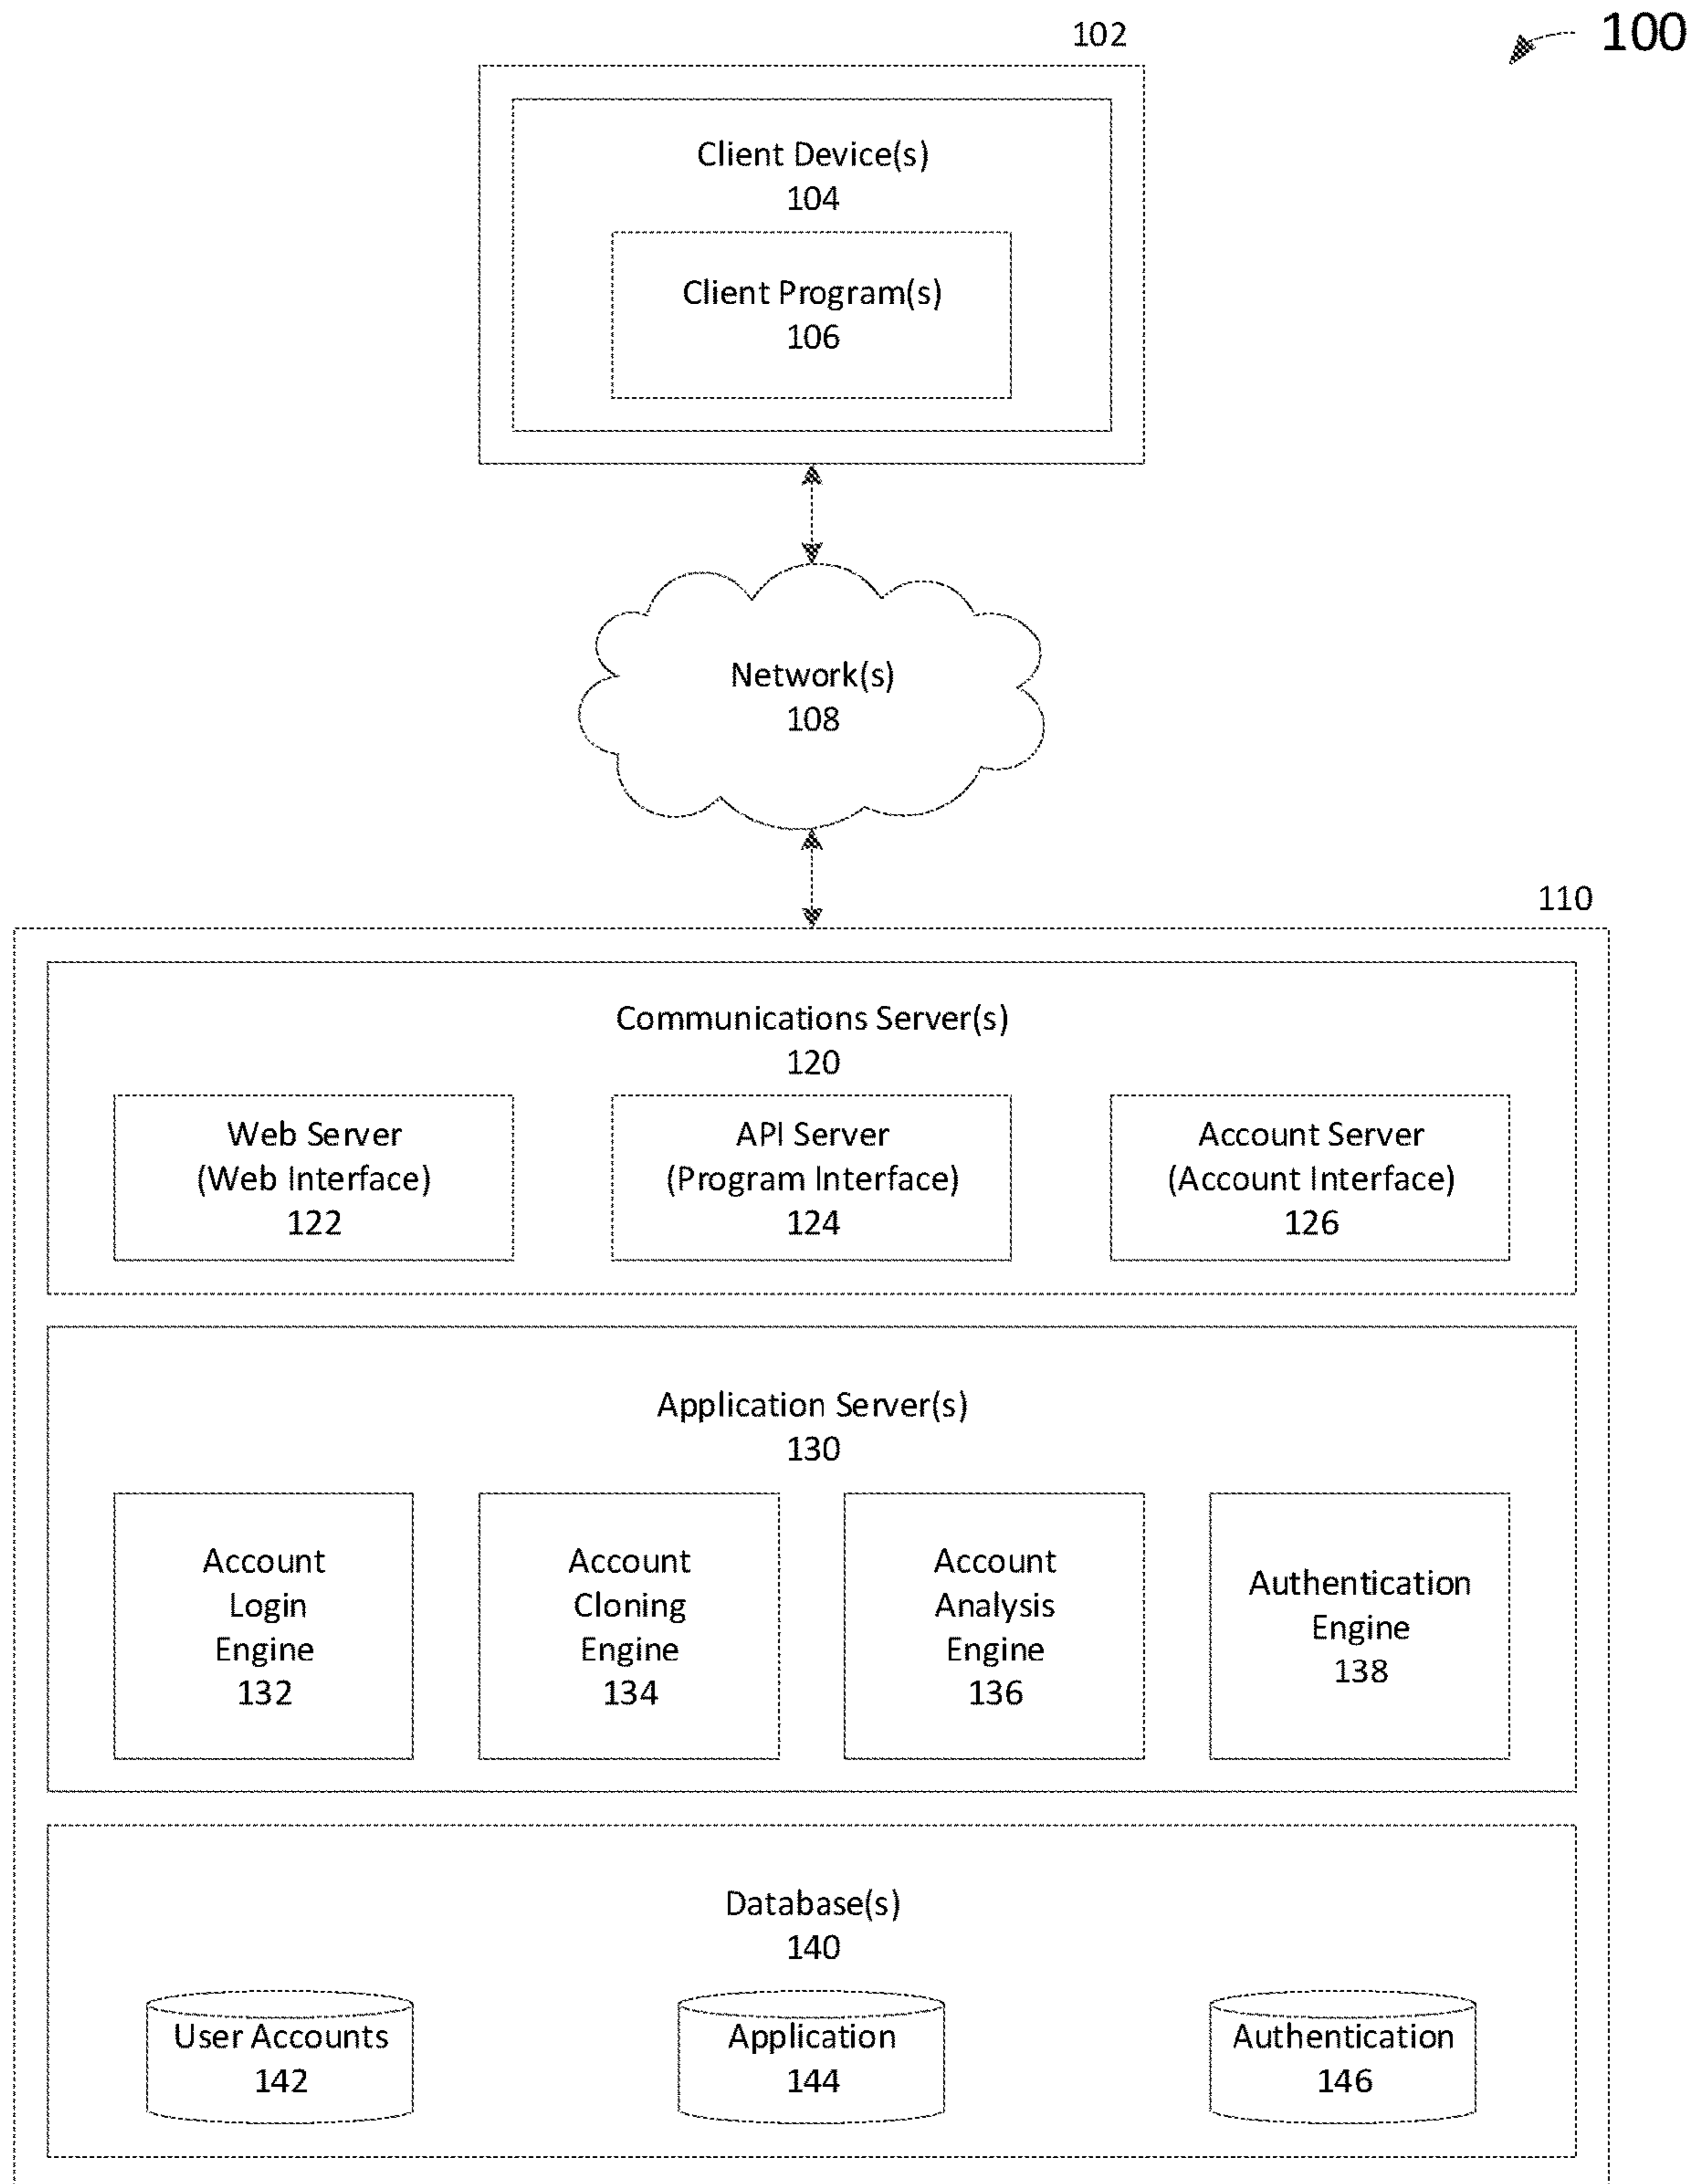 100
102
Client Device(s)
104
Client Program(s)
106
Network(s)
108
110
Communications Server(s)
120
Web Server
(Web Interface)
122
API Server
(Program Interface)
124
Account Server
(Account Interface)
126
Application Server(s)
130
Account
Login
Engine
132
Account
Cloning
Engine
134
Account
Analysis
Engine
136
Authentication
Engine
138
Database(s)
140
User Accounts
142
Application
144
Authentication
146